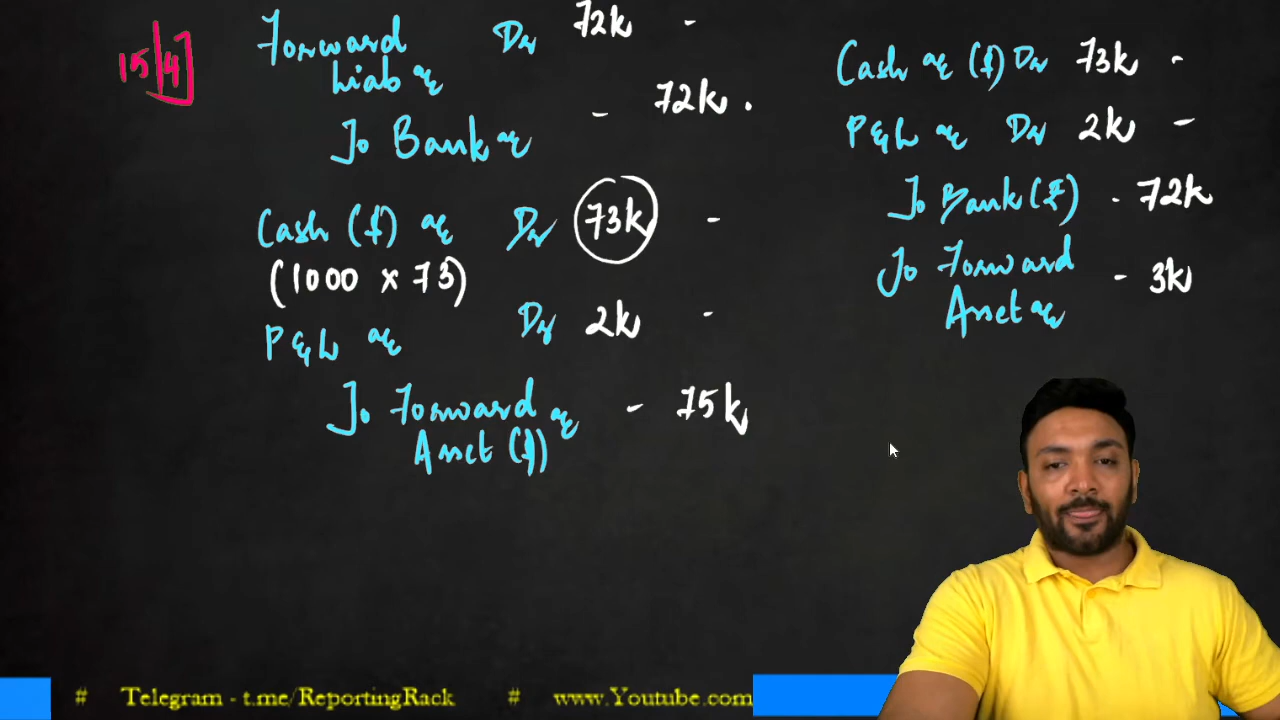 15/4
Forward Dr 72k -
Liab a/c
To Bank a/c - 72k.
Cash ($) a/c Dr 73k -
(1000 x 73)
P&L a/c Dr 2k -
To Forward a/c - 75k
Asset ($)
Cash a/c ($) Dr 73k -
P&L a/c Dr 2k -
To Bank (₹) - 72k
To Forward - 3k
Asset a/c
# Telegram - t.me/ReportingRack # www.Youtube.com